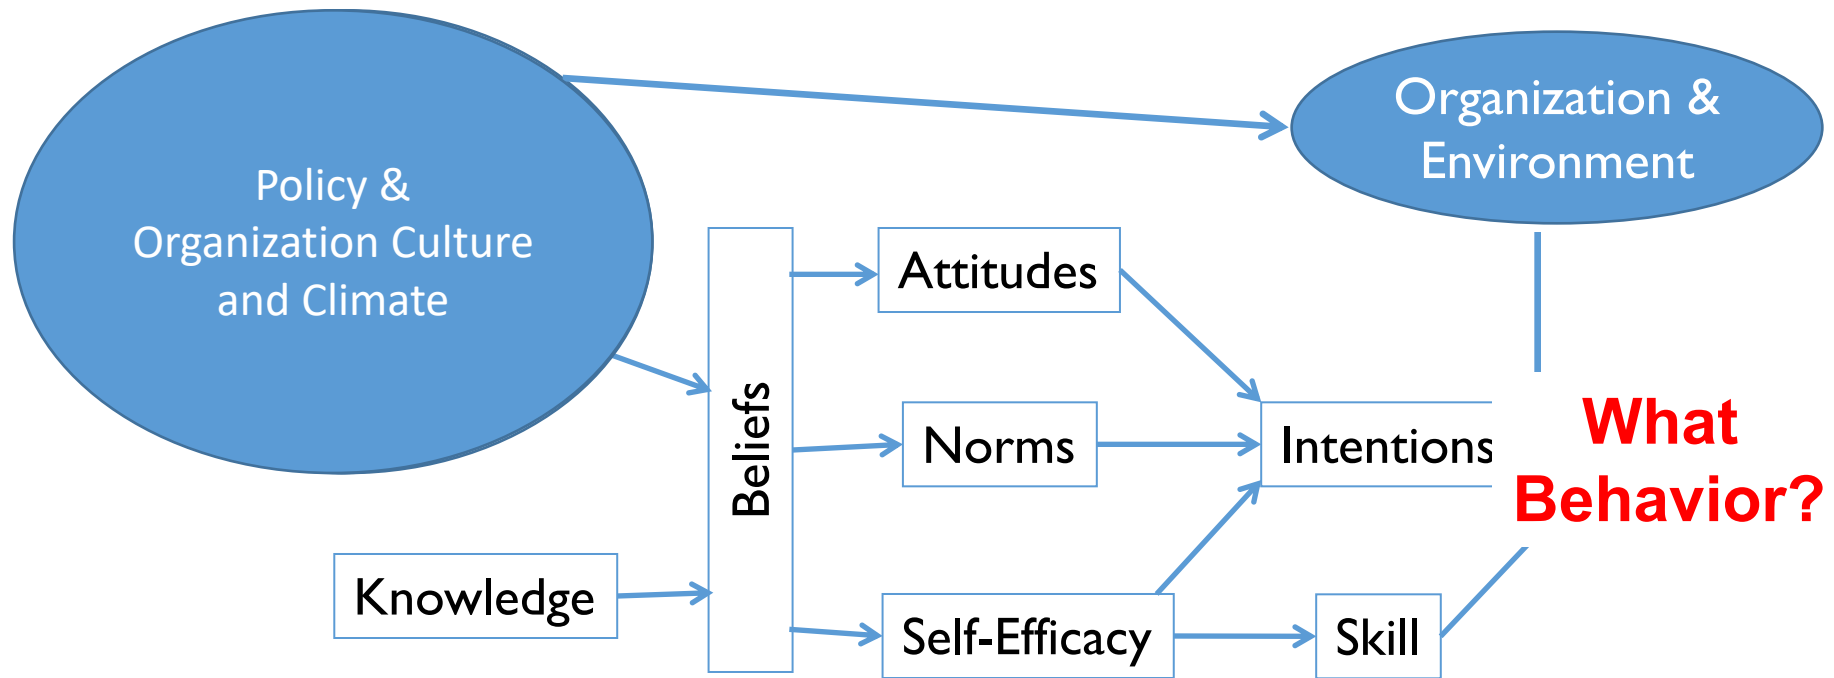 Policy &
Organization Culture
and Climate
Organization &
Environment
Beliefs
Attitudes
Norms
Intentions
What
Behavior?
Knowledge
Self-Efficacy
Skill